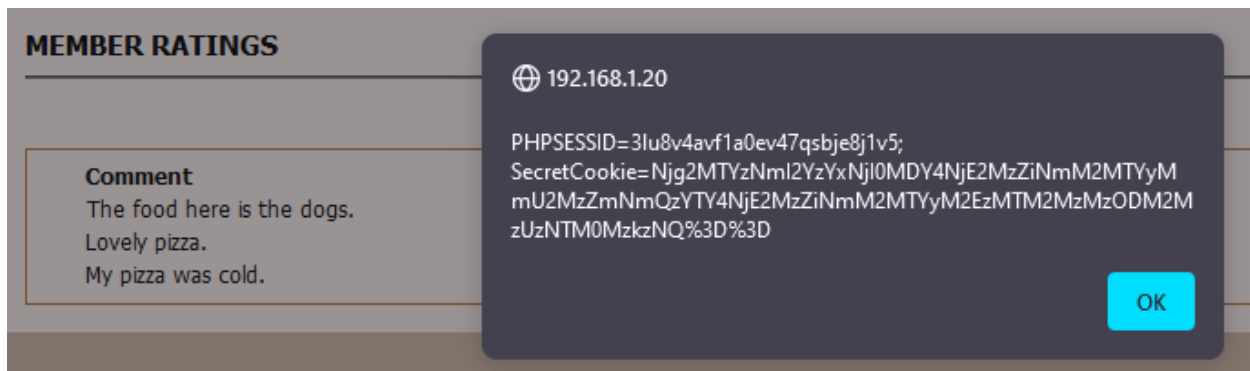 MEMBER RATINGS
192.168.1.20
PHPSESSID=3lu8v4avf1a0ev47qsbje8j1v5;
SecretCookie=Njg2MTYzNmI2YzYxNjI0MDY4NjE2MzZiNmM2MTYyM
mU2MzZmNmQzYTY4NjE2MzZiNmM2MTYyM2EzMTM2MzMzODM2M
zUzNTM0MzkzNQ%3D%3D
OK
Comment
The food here is the dogs.
Lovely pizza.
My pizza was cold.